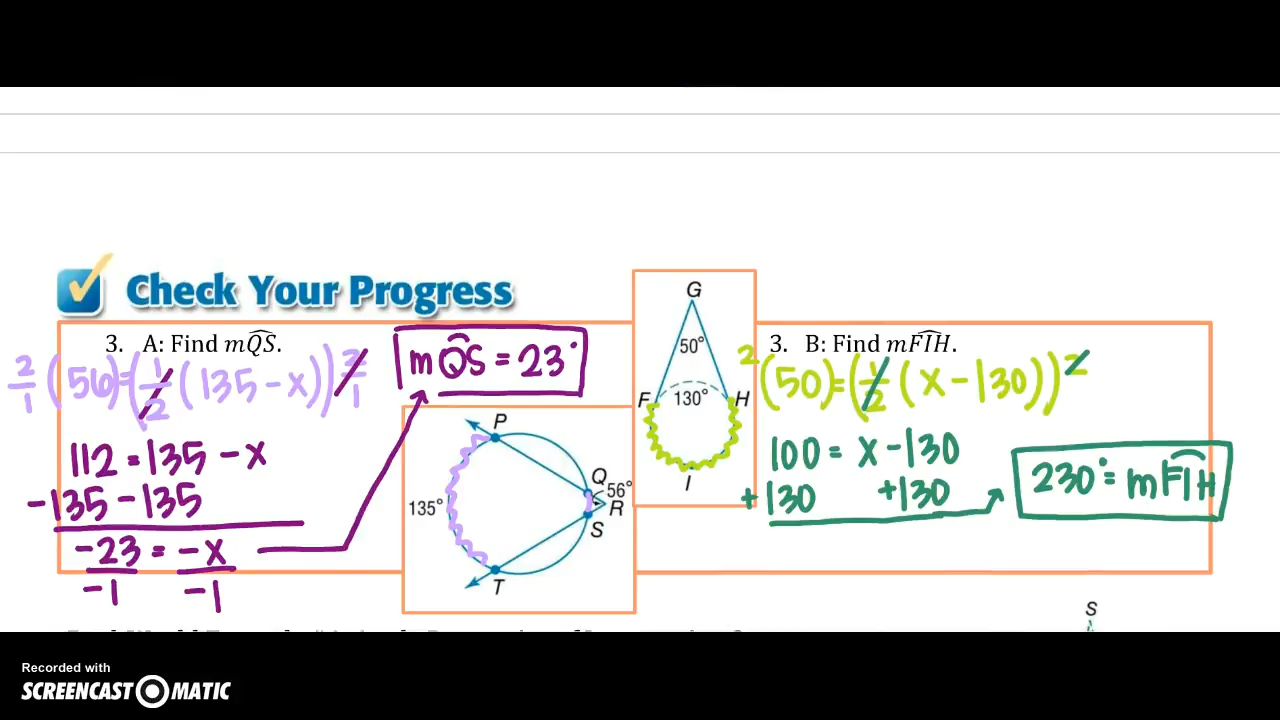 Check Your Progress
3. A: Find mQS.
2/1 (56) = (1/2 (135 - x)) 2/1
112 = 135 - x
-135 -135
-23 = -x
-1 -1
mQS = 23°
P
Q
56°
R
135°
S
T
G
50°
F 130° H
I
3. B: Find mFIH.
2 (50) = (1/2 (x - 130)) 2
100 = x - 130
+130 +130
230° = mFIH
S
Recorded with
SCREENCAST O MATIC